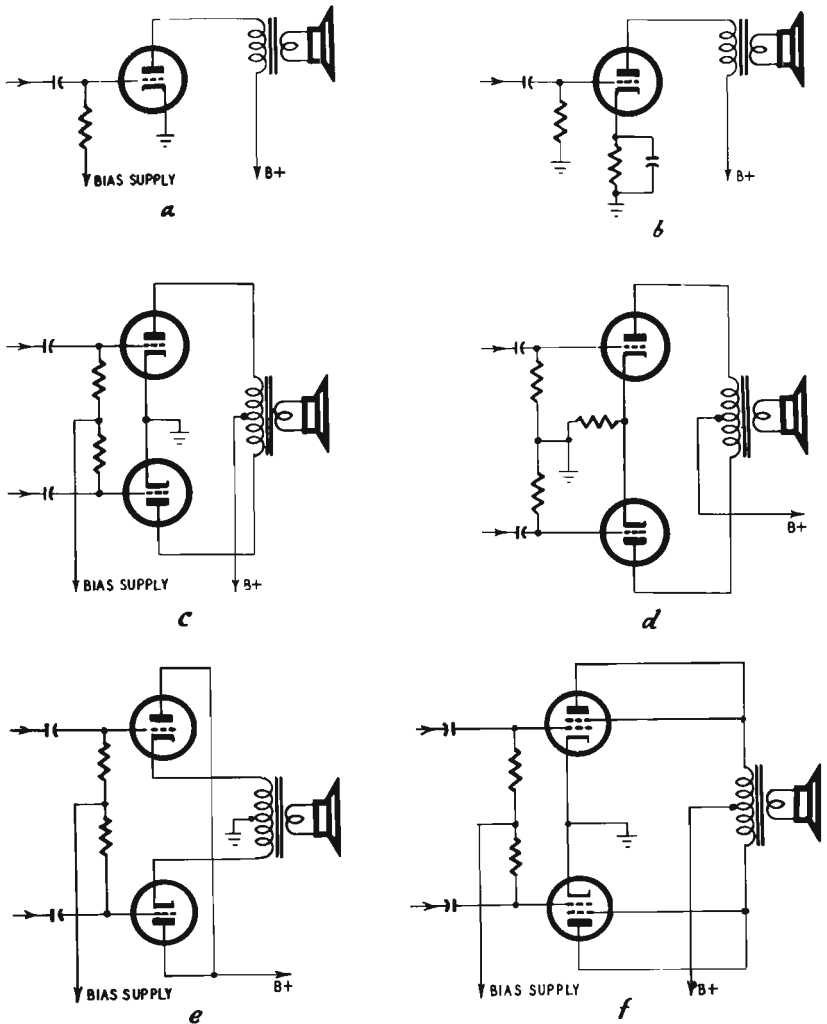 BIAS SUPPLY
B+
a
B+
b
BIAS SUPPLY
B+
c
B+
d
BIAS SUPPLY
B+
e
BIAS SUPPLY
B+
f